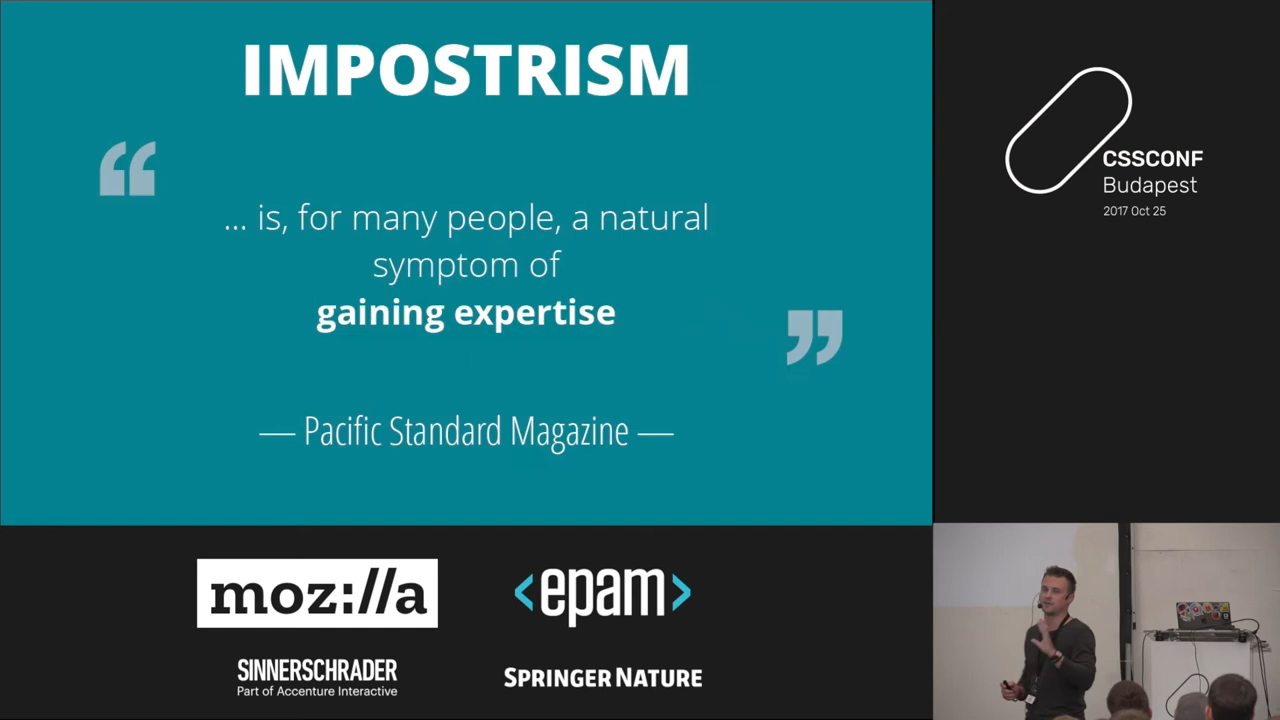 IMPOSTRISM
“
... is, for many people, a natural
symptom of
gaining expertise
”
— Pacific Standard Magazine —
CSSCONF
Budapest
2017 Oct 25
moz://a
<epam>
SINNERSCHRADER
Part of Accenture Interactive
SPRINGER NATURE